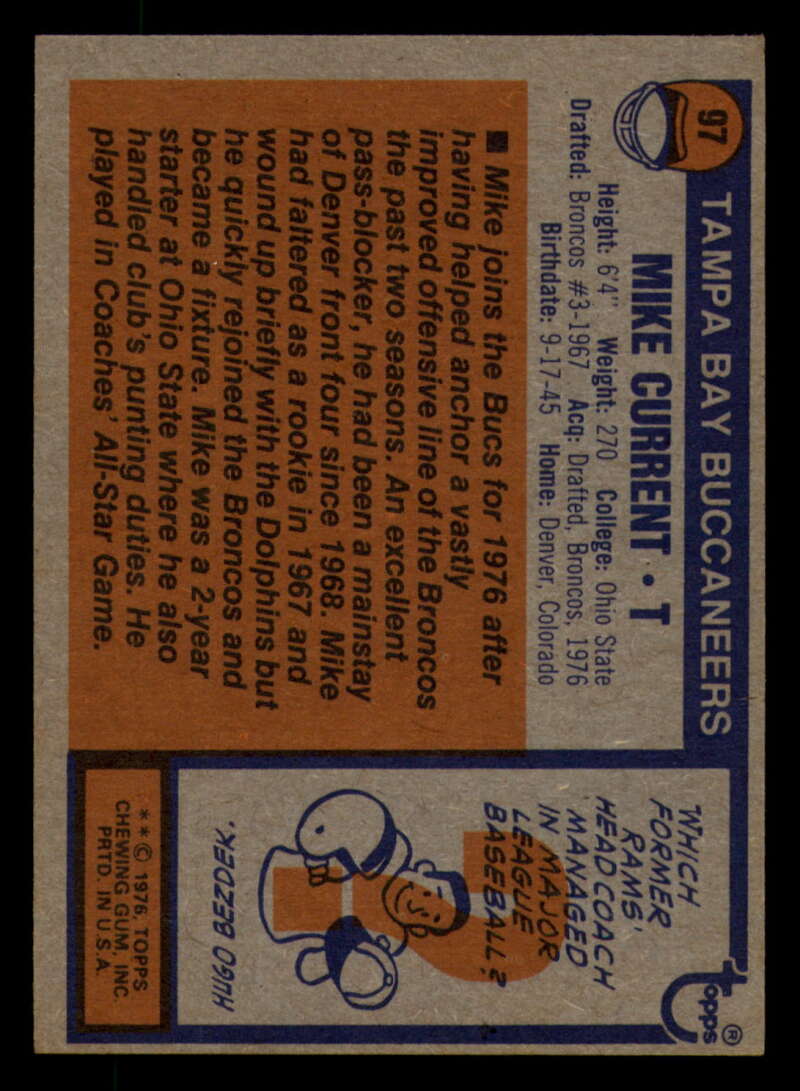 97
TAMPA BAY BUCCANEERS
MIKE CURRENT • T
Height: 6'4" Weight: 270 College: Ohio State
Drafted: Broncos #3-1967 Acq: Drafted, Broncos, 1976
Birthdate: 9-17-45 Home: Denver, Colorado
■ Mike joins the Bucs for 1976 after
having helped anchor a vastly
improved offensive line of the Broncos
the past two seasons. An excellent
pass-blocker, he had been a mainstay
of Denver front four since 1968. Mike
had faltered as a rookie in 1967 and
wound up briefly with the Dolphins but
he quickly rejoined the Broncos and
became a fixture. Mike was a 2-year
starter at Ohio State where he also
handled club's punting duties. He
played in Coaches' All-Star Game.
topps®
WHICH
FORMER
RAMS'
HEAD COACH
MANAGED
IN MAJOR
LEAGUE
BASEBALL?
?
HUGO BEZDEK.
**© 1976, TOPPS
CHEWING GUM, INC.
PRTD. IN U.S.A.